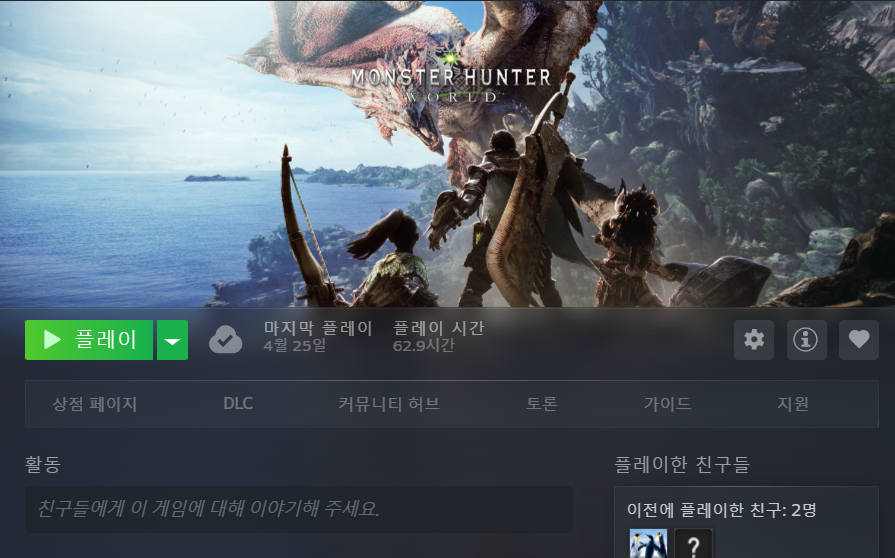 MONSTER HUNTER
WORLD
플레이
마지막 플레이
4월 25일
플레이 시간
62.9시간
상점 페이지
DLC
커뮤니티 허브
토론
가이드
지원
활동
플레이한 친구들
친구들에게 이 게임에 대해 이야기해 주세요.
이전에 플레이한 친구: 2명
?